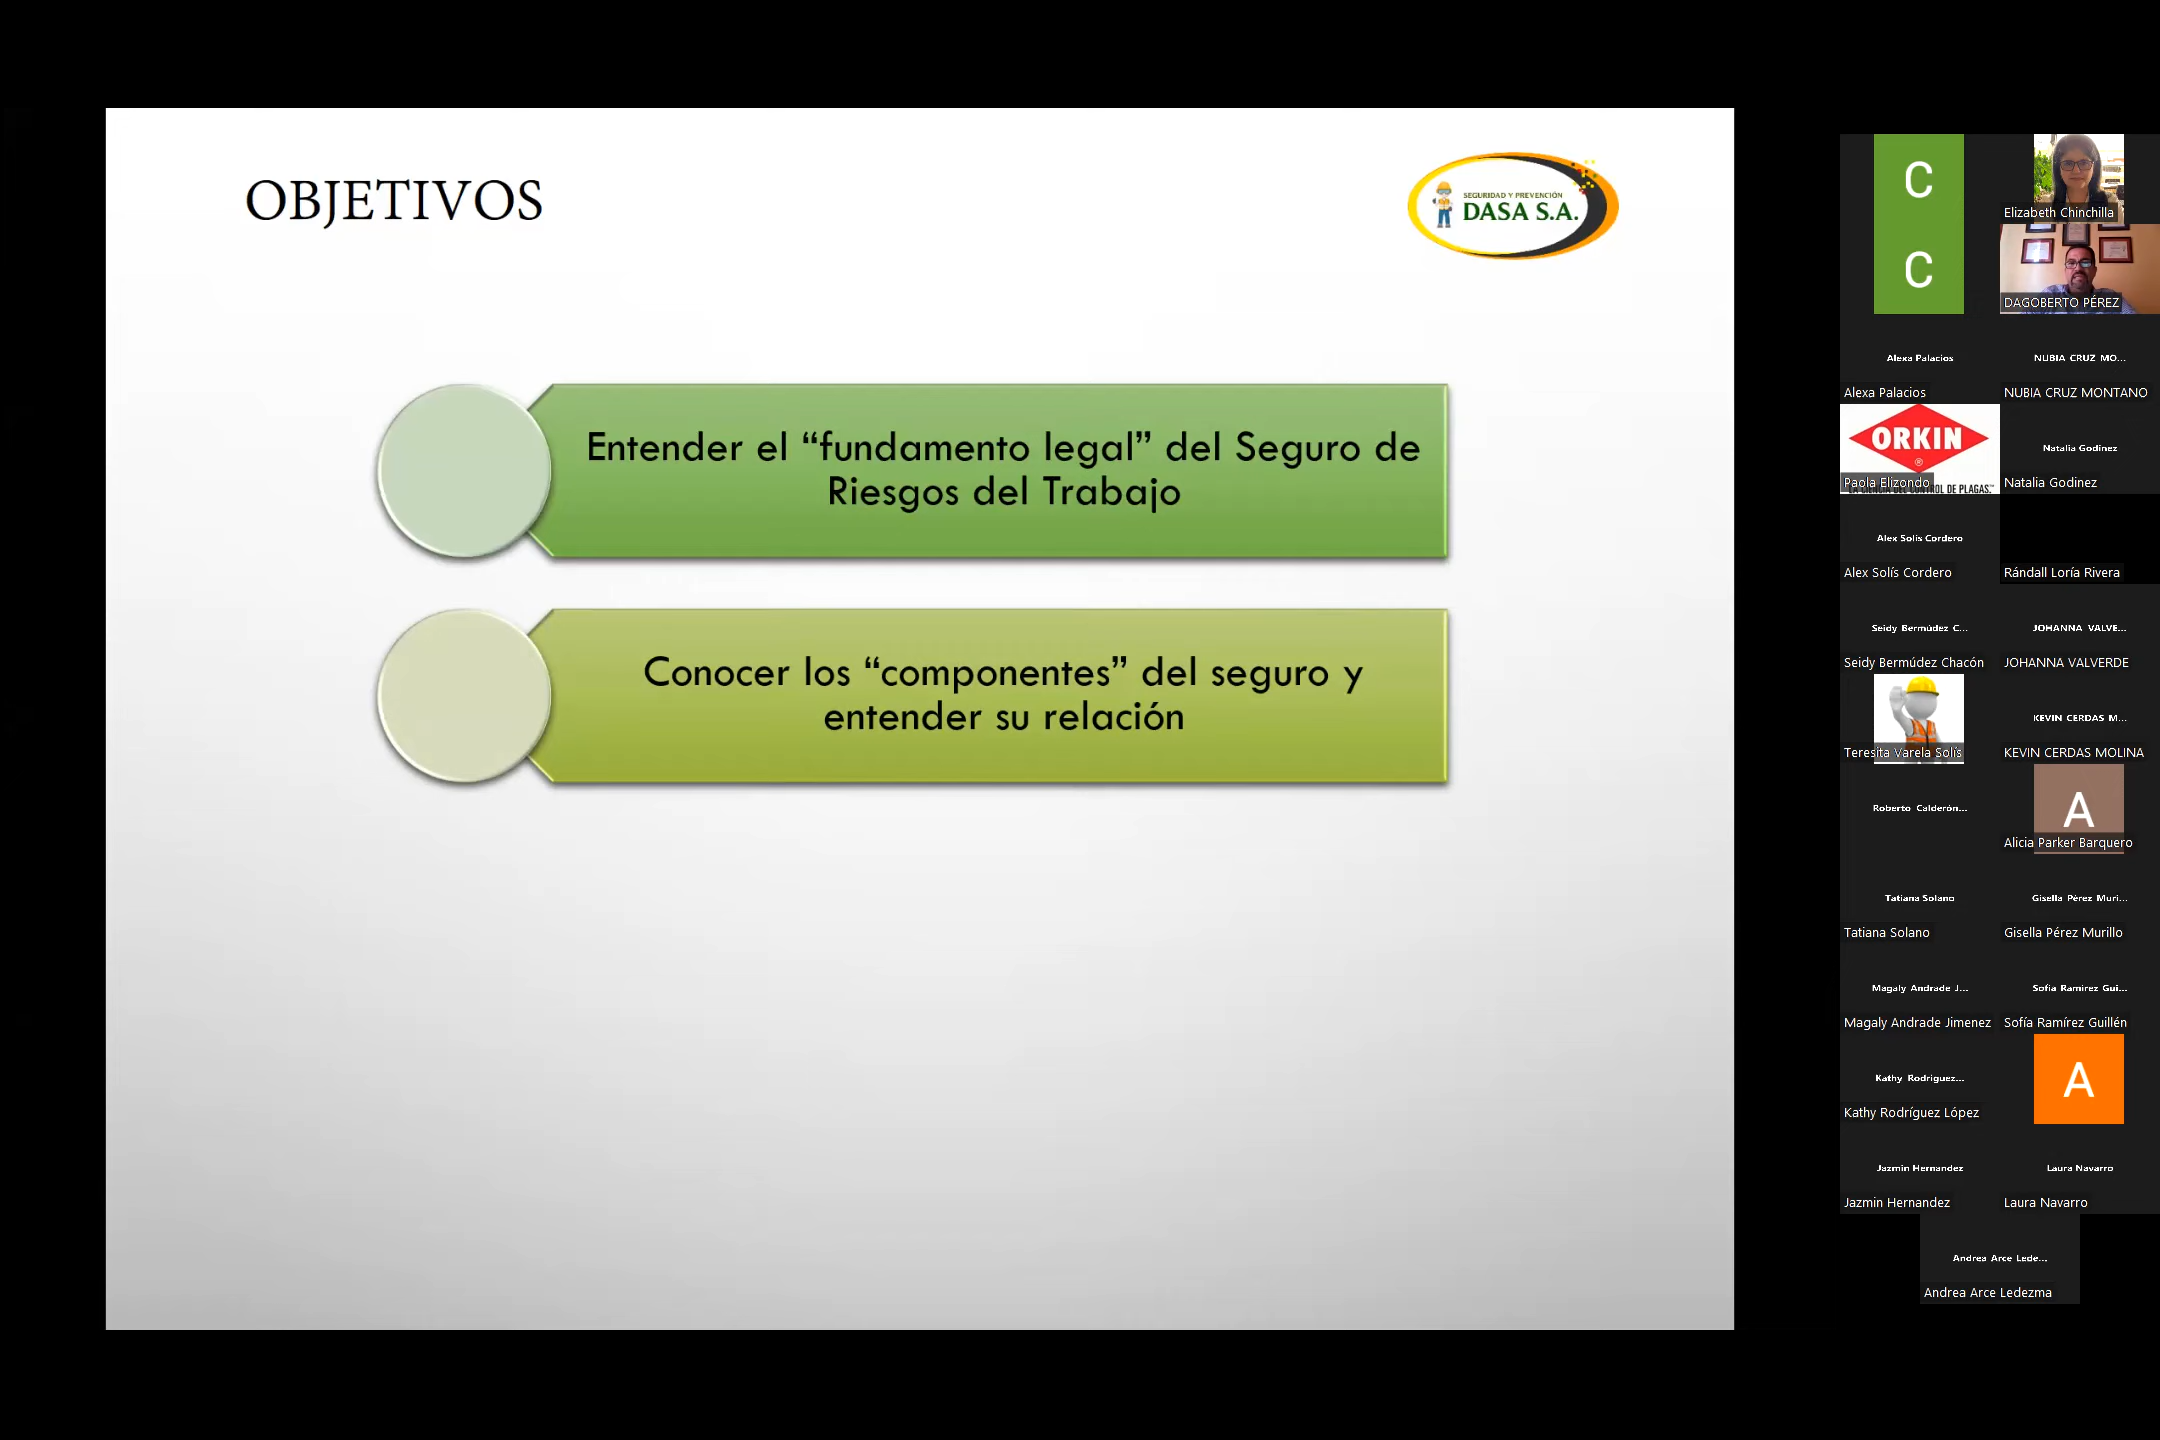 OBJETIVOS
SEGURIDAD Y PREVENCIÓN
DASA S.A.
Entender el “fundamento legal” del Seguro de
Riesgos del Trabajo
Conocer los “componentes” del seguro y
entender su relación
C
C
Elizabeth Chinchilla
DAGOBERTO PÉREZ
Alexa Palacios
Alexa Palacios
NUBIA CRUZ MO...
NUBIA CRUZ MONTANO
ORKIN
®
DE PLAGAS.
Paola Elizondo
Natalia Godinez
Natalia Godinez
Alex Solís Cordero
Alex Solís Cordero
Rándall Loría Rivera
Seidy Bermúdez C...
Seidy Bermúdez Chacón
JOHANNA VALVE...
JOHANNA VALVERDE
Teresita Varela Solís
KEVIN CERDAS M...
KEVIN CERDAS MOLINA
Roberto Calderón...
A
Alicia Parker Barquero
Tatiana Solano
Tatiana Solano
Gisella Pérez Muri...
Gisella Pérez Murillo
Magaly Andrade J...
Magaly Andrade Jimenez
Sofía Ramírez Gui...
Sofía Ramírez Guillén
Kathy Rodríguez...
Kathy Rodríguez López
A
Jazmin Hernandez
Jazmin Hernandez
Laura Navarro
Laura Navarro
Andrea Arce Lede...
Andrea Arce Ledezma